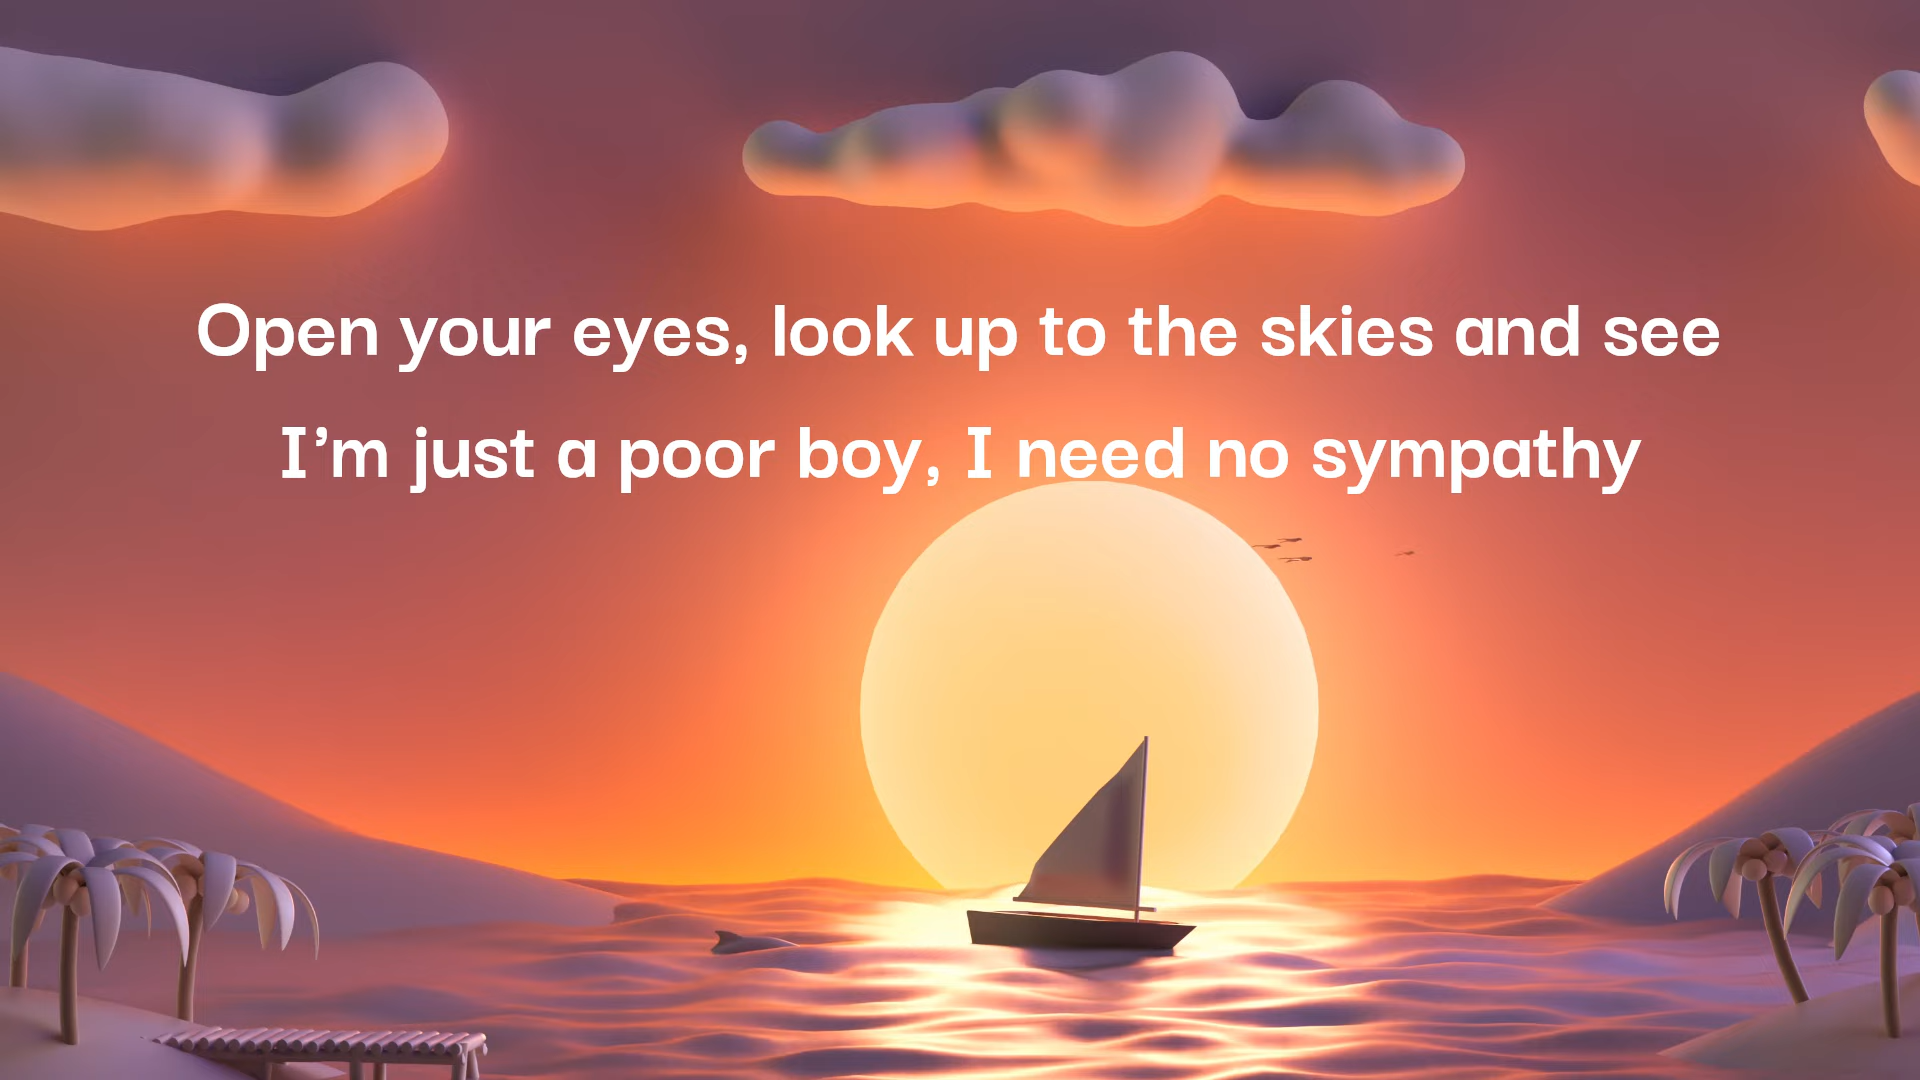 Open your eyes, look up to the skies and see
I'm just a poor boy, I need no sympathy